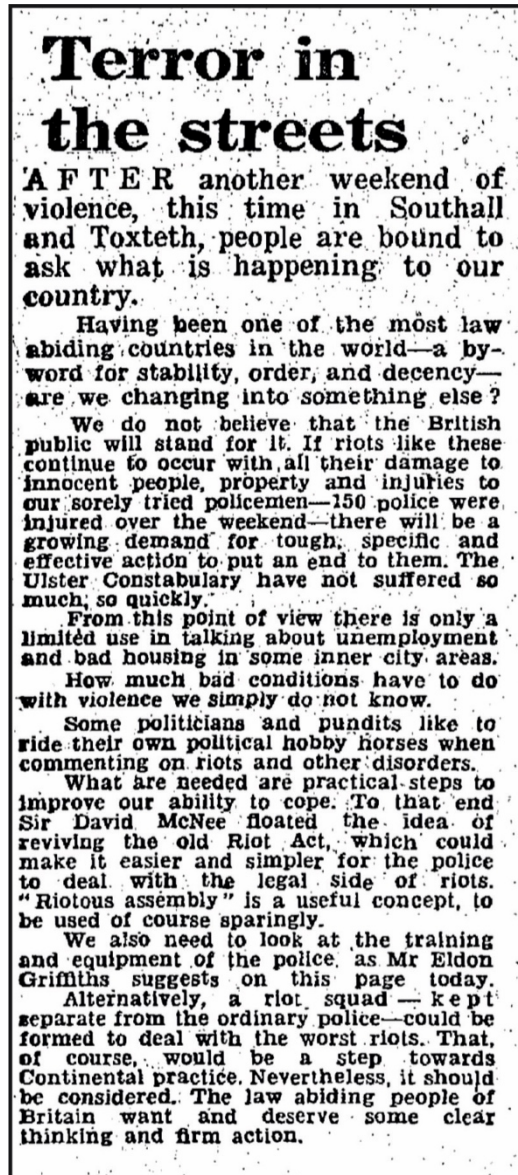 Terror in
the streets
AFTER another weekend of
violence, this time in Southall
and Toxteth, people are bound to
ask what is happening to our
country.
Having been one of the most law
abiding countries in the world—a by-
word for stability, order, and decency—
are we changing into something else?
We do not believe that the British
public will stand for it. If riots like these
continue to occur with all their damage to
innocent people, property and injuries to
our sorely tried policemen—150 police were
injured over the weekend—there will be a
growing demand for tough, specific and
effective action to put an end to them. The
Ulster Constabulary have not suffered so
much, so quickly.
From this point of view there is only a
limited use in talking about unemployment
and bad housing in some inner city areas.
How much bad conditions have to do
with violence we simply do not know.
Some politicians and pundits like to
ride their own political hobby horses when
commenting on riots and other disorders.
What are needed are practical steps to
improve our ability to cope. To that end
Sir David McNee floated the idea of
reviving the old Riot Act, which could
make it easier and simpler for the police
to deal with the legal side of riots.
"Riotous assembly" is a useful concept, to
be used of course sparingly.
We also need to look at the training
and equipment of the police, as Mr Eldon
Griffiths suggests on this page today.
Alternatively, a riot squad — kept
separate from the ordinary police—could be
formed to deal with the worst riots. That,
of course, would be a step towards
Continental practice. Nevertheless, it should
be considered. The law abiding people of
Britain want and deserve some clear
thinking and firm action.